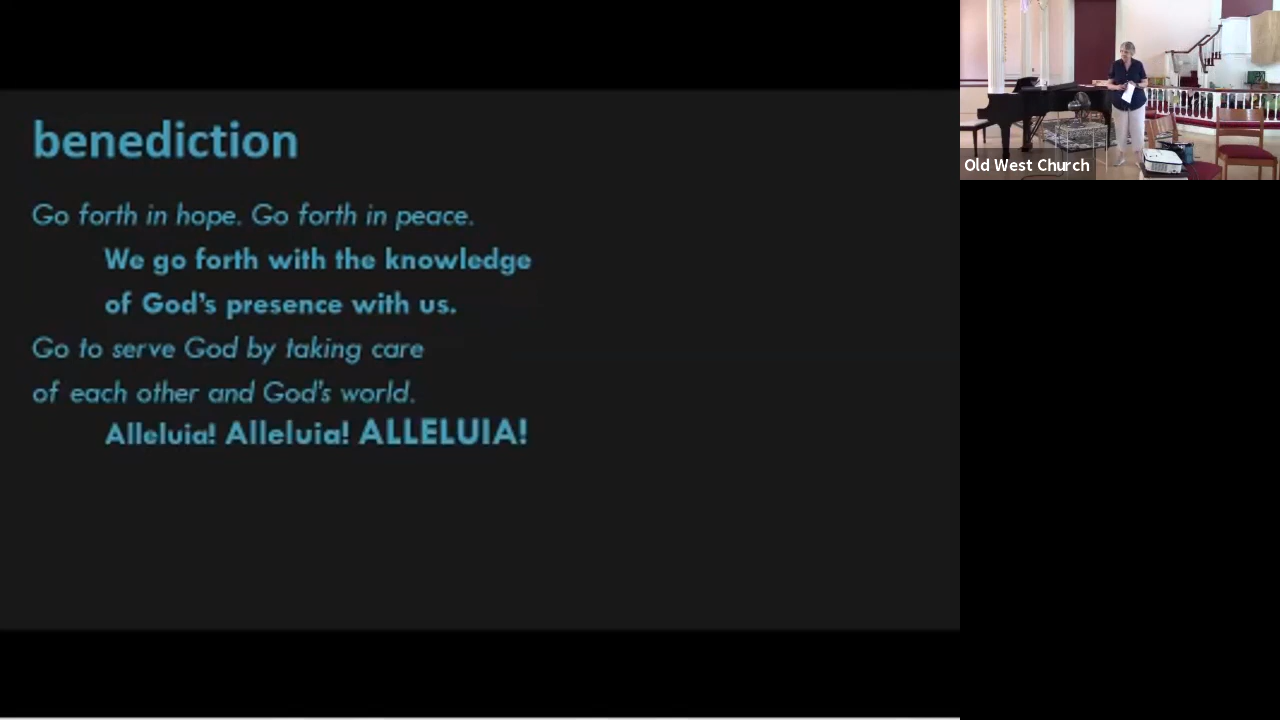 benediction
Go forth in hope. Go forth in peace.
We go forth with the knowledge
of God's presence with us.
Go to serve God by taking care
of each other and God's world.
Alleluia! Alleluia! ALLELUIA!
Old West Church